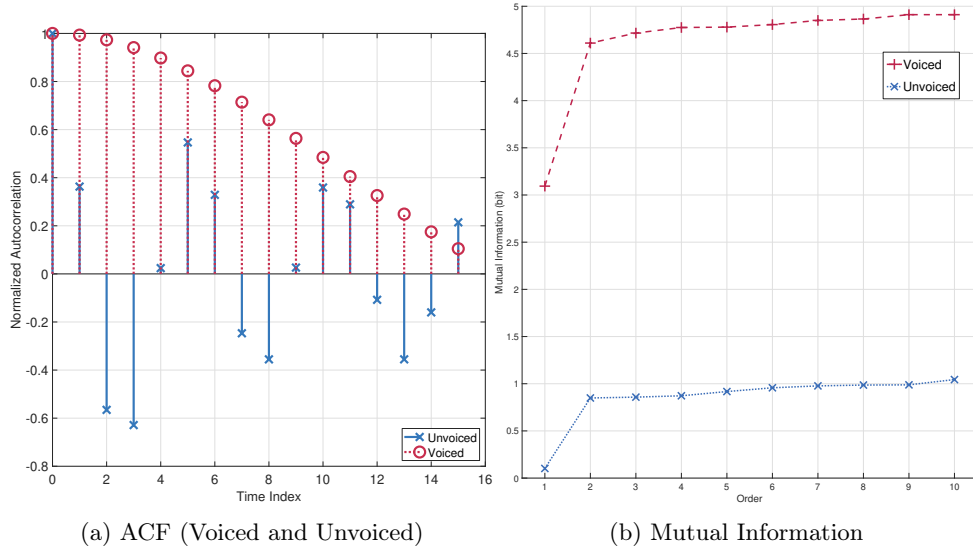 1
0.8
0.6
0.4
0.2
0
-0.2
-0.4
-0.6
-0.8
0 2 4 6 8 10 12 14 16
Normalized Autocorrelation
Time Index
Unvoiced
Voiced
(a) ACF (Voiced and Unvoiced)
5
4.5
4
3.5
3
2.5
2
1.5
1
0.5
0
1 2 3 4 5 6 7 8 9 10
Mutual Information (bit)
Order
Voiced
Unvoiced
(b) Mutual Information